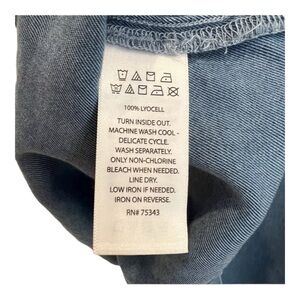 100% LYOCELL
TURN INSIDE OUT.
MACHINE WASH COOL -
DELICATE CYCLE.
WASH SEPARATELY.
ONLY NON-CHLORINE
BLEACH WHEN NEEDED.
LINE DRY.
LOW IRON IF NEEDED.
IRON ON REVERSE.
RN# 75343